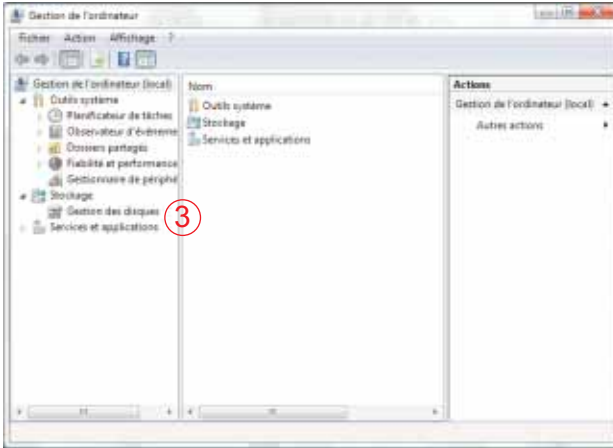 Gestion de l'ordinateur
Fichier Action Affichage ?
Gestion de l'ordinateur (local)
Outils système
Planificateur de tâches
Observateur d'événeme
Dossiers partagés
Fiabilité et performance
Gestionnaire de périphé
Stockage
Gestion des disques
3
Services et applications
Nom
Outils système
Stockage
Services et applications
Actions
Gestion de l'ordinateur (local)
Autres actions